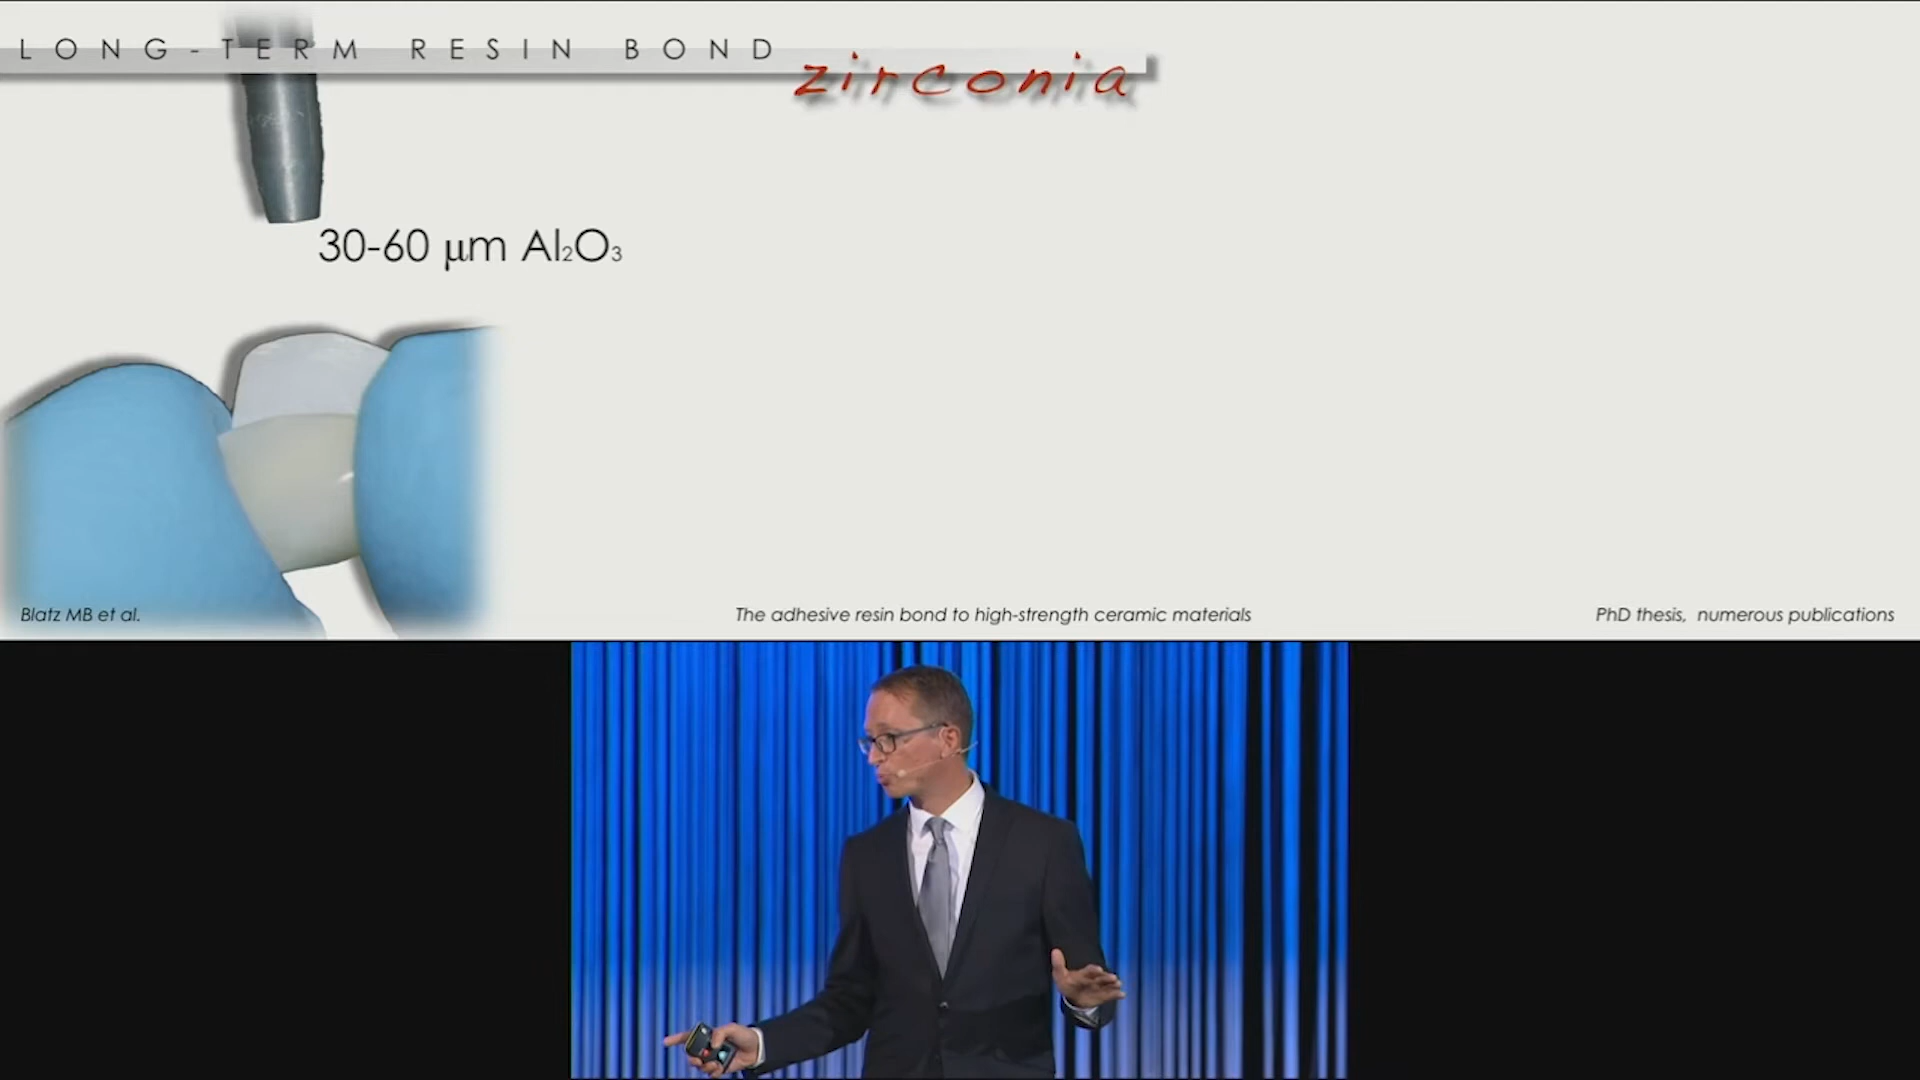 LONG-TERM RESIN BOND
zirconia
30-60 µm Al₂O₃
Blatz MB et al.
The adhesive resin bond to high-strength ceramic materials
PhD thesis, numerous publications